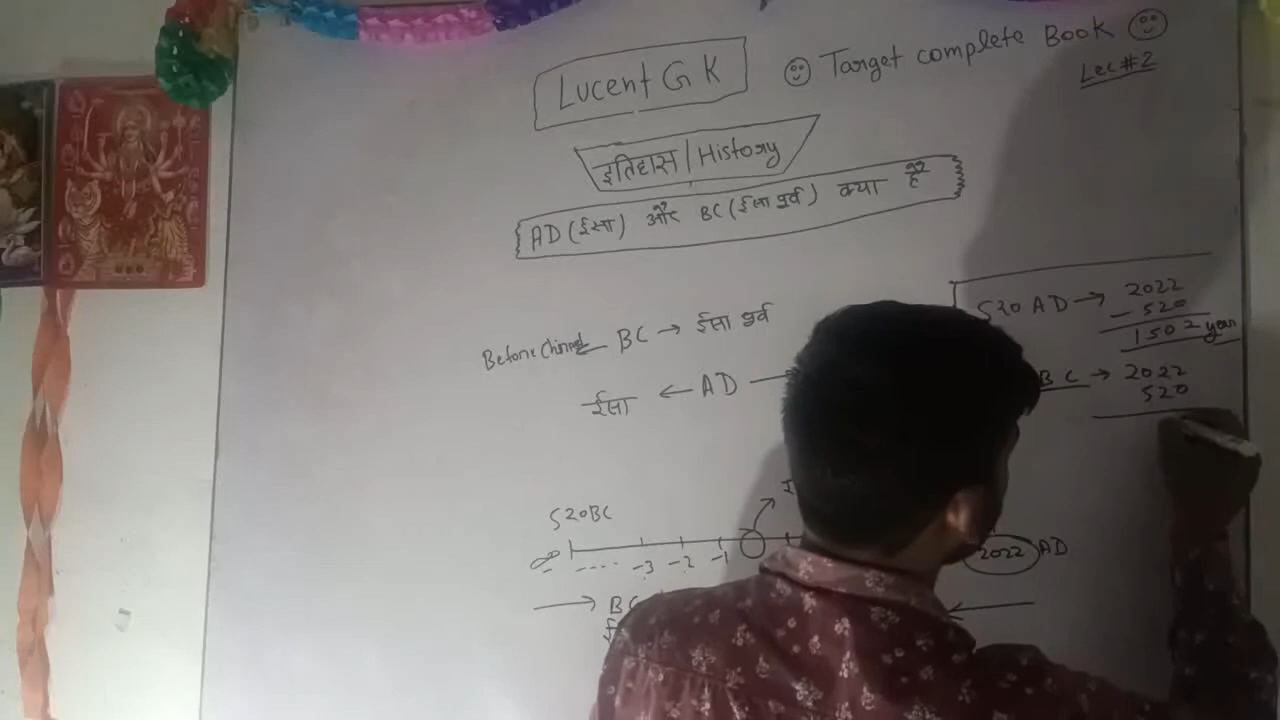 Lucent G K
Target complete Book
Lec#2
इतिहास | History
AD (ईसा) और BC (ईसा पूर्व) क्या है
Before BC → ईसा पूर्व
ईसा ← AD →
520 AD → 2022
- 520
1502 year
BC → 2022
520
520BC
∞ - .... -3 -2 -1 2022 AD
→ BC